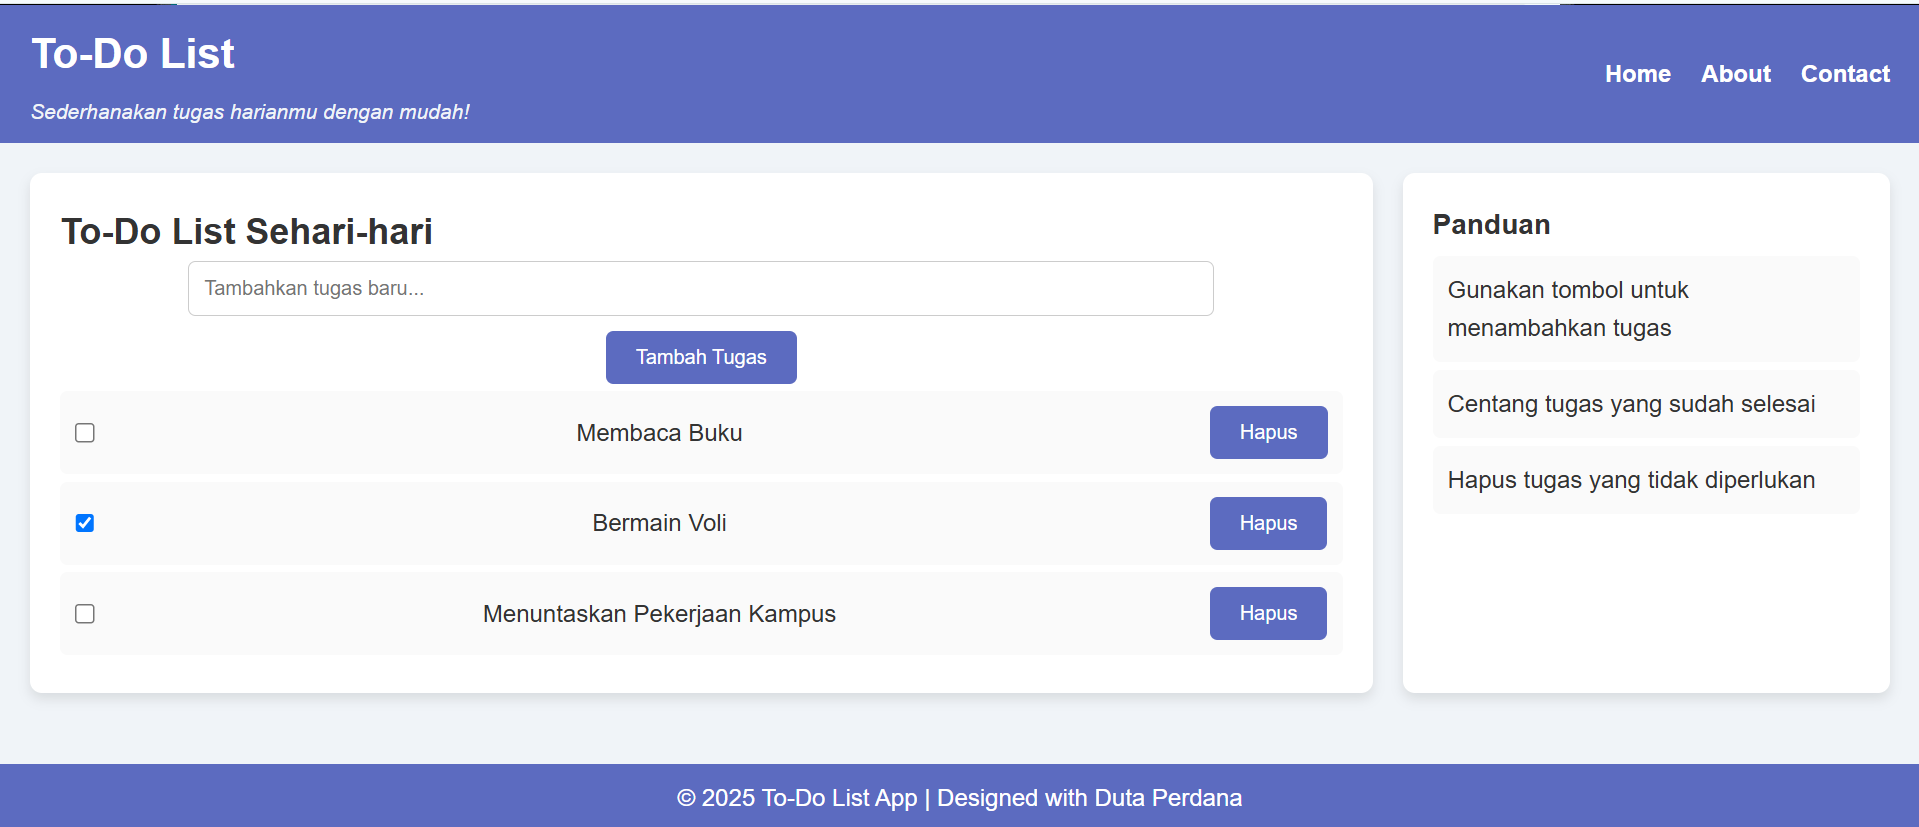 To-Do List
Sederhanakan tugas harianmu dengan mudah!
Home About Contact
To-Do List Sehari-hari
Tambahkan tugas baru...
Tambah Tugas
Membaca Buku Hapus
Bermain Voli Hapus
Menuntaskan Pekerjaan Kampus Hapus
Panduan
Gunakan tombol untuk
menambahkan tugas
Centang tugas yang sudah selesai
Hapus tugas yang tidak diperlukan
© 2025 To-Do List App | Designed with Duta Perdana